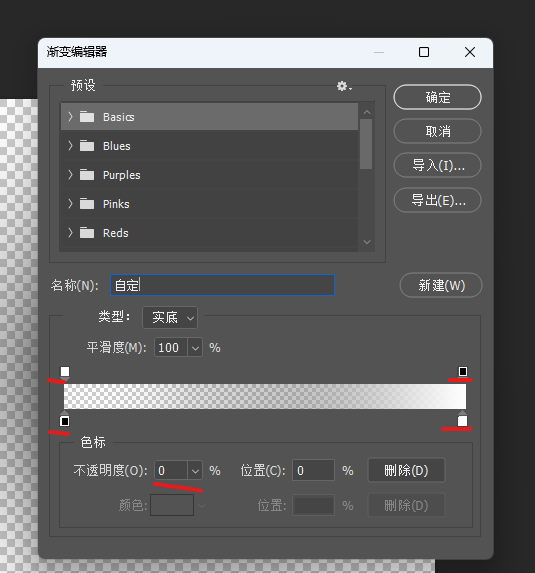 渐变编辑器
预设
Basics
Blues
Purples
Pinks
Reds
确定
取消
导入(I)...
导出(E)...
名称(N): 自定
新建(W)
类型: 实底
平滑度(M): 100 %
色标
不透明度(O): 0 % 位置(C): 0 % 删除(D)
颜色: 位置: % 删除(D)